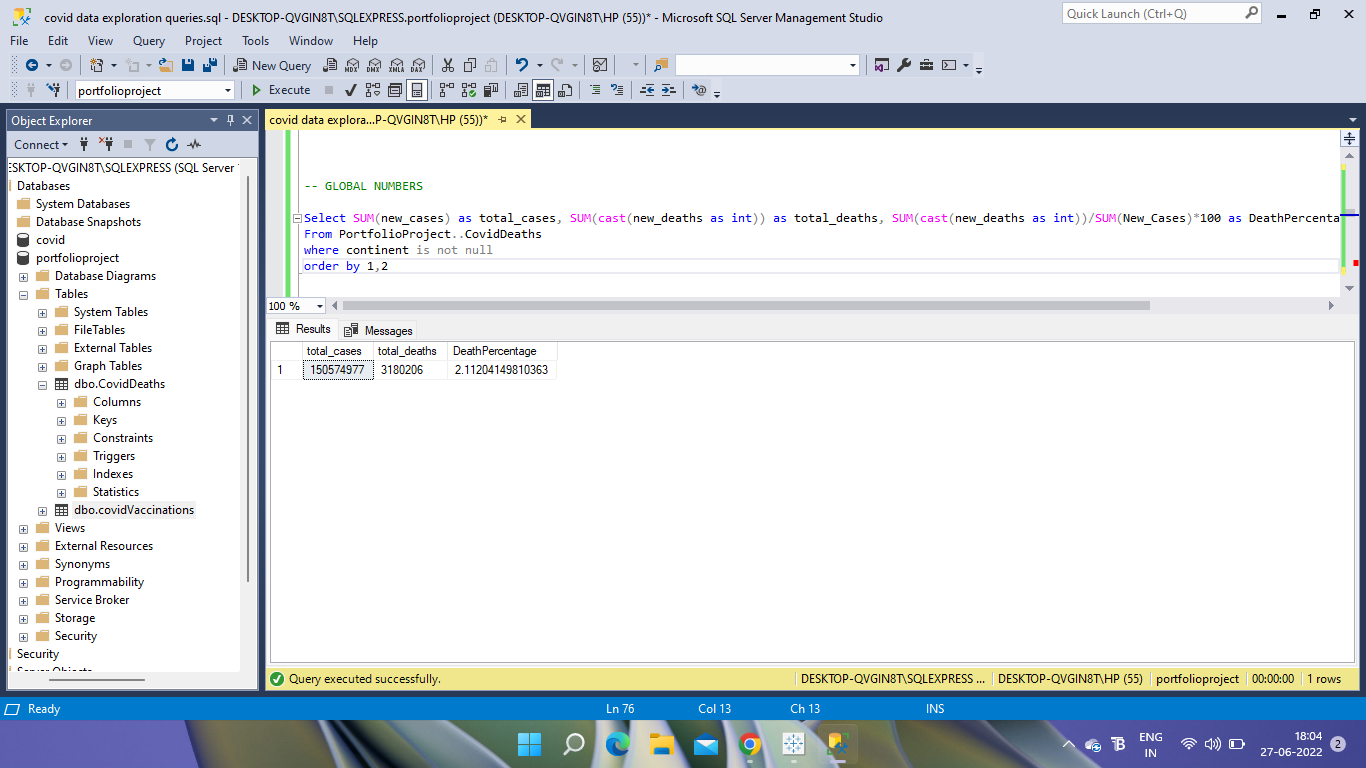 covid data exploration queries.sql - DESKTOP-QVGIN8T\SQLEXPRESS.portfolioproject (DESKTOP-QVGIN8T\HP (55))* - Microsoft SQL Server Management Studio
Quick Launch (Ctrl+Q)
File Edit View Query Project Tools Window Help
New Query MDX DMX XMLA DAX
portfolioproject Execute
Object Explorer
covid data explora...P-QVGIN8T\HP (55))*
Connect
ESKTOP-QVGIN8T\SQLEXPRESS (SQL Server
Databases
System Databases
Database Snapshots
covid
portfolioproject
Database Diagrams
Tables
System Tables
FileTables
External Tables
Graph Tables
dbo.CovidDeaths
Columns
Keys
Constraints
Triggers
Indexes
Statistics
dbo.covidVaccinations
Views
External Resources
Synonyms
Programmability
Service Broker
Storage
Security
Security
Server Objects
-- GLOBAL NUMBERS
Select SUM(new_cases) as total_cases, SUM(cast(new_deaths as int)) as total_deaths, SUM(cast(new_deaths as int))/SUM(New_Cases)*100 as DeathPercenta
From PortfolioProject..CovidDeaths
where continent is not null
order by 1,2
100 %
Results Messages
total_cases total_deaths DeathPercentage
1 150574977 3180206 2.11204149810363
Query executed successfully. DESKTOP-QVGIN8T\SQLEXPRESS ... DESKTOP-QVGIN8T\HP (55) portfolioproject 00:00:00 1 rows
Ready Ln 76 Col 13 Ch 13 INS
ENG
IN
18:04
27-06-2022
2